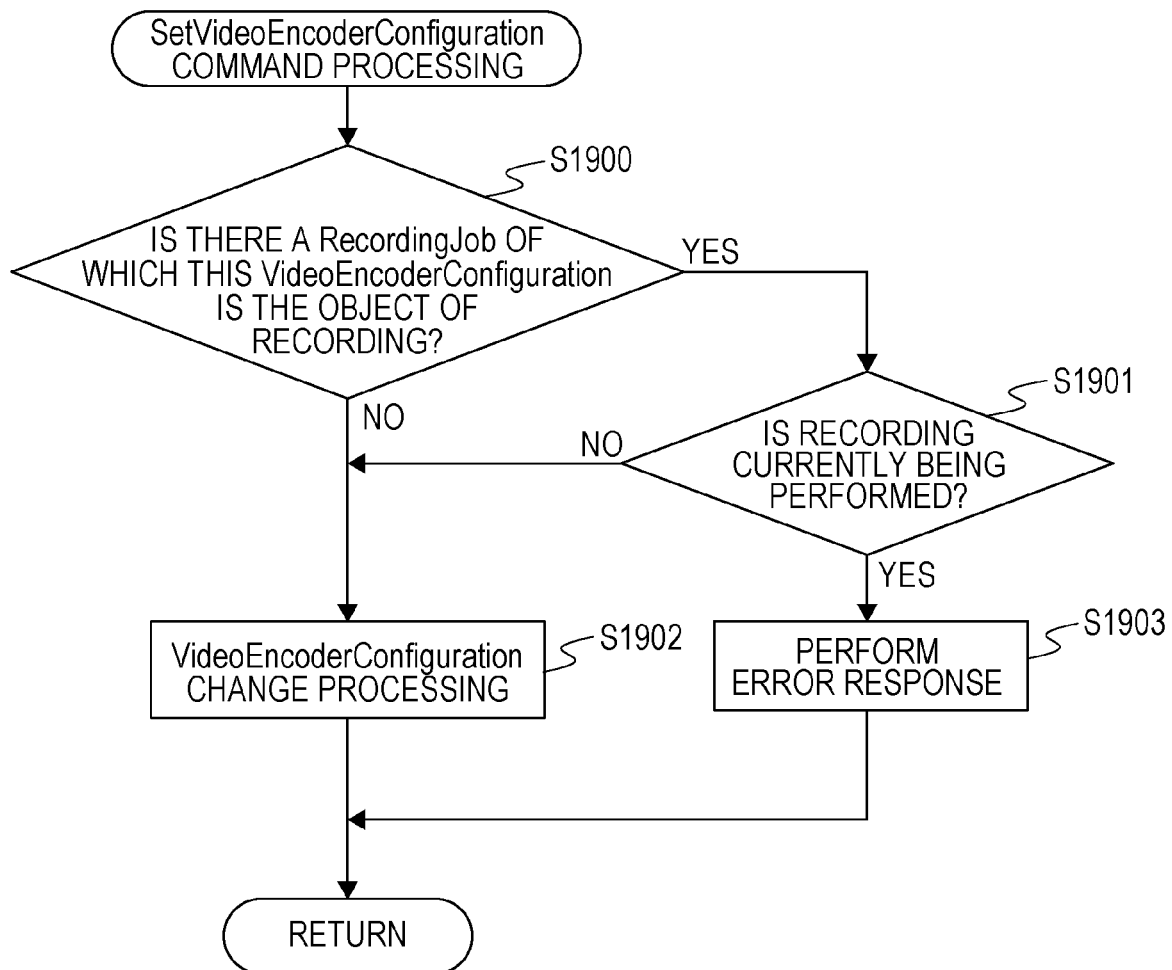 SetVideoEncoderConfiguration
COMMAND PROCESSING
S1900
IS THERE A RecordingJob OF
WHICH THIS VideoEncoderConfiguration
IS THE OBJECT OF
RECORDING?
YES
NO
S1901
IS RECORDING
CURRENTLY BEING
PERFORMED?
NO
YES
S1902
VideoEncoderConfiguration
CHANGE PROCESSING
S1903
PERFORM
ERROR RESPONSE
RETURN